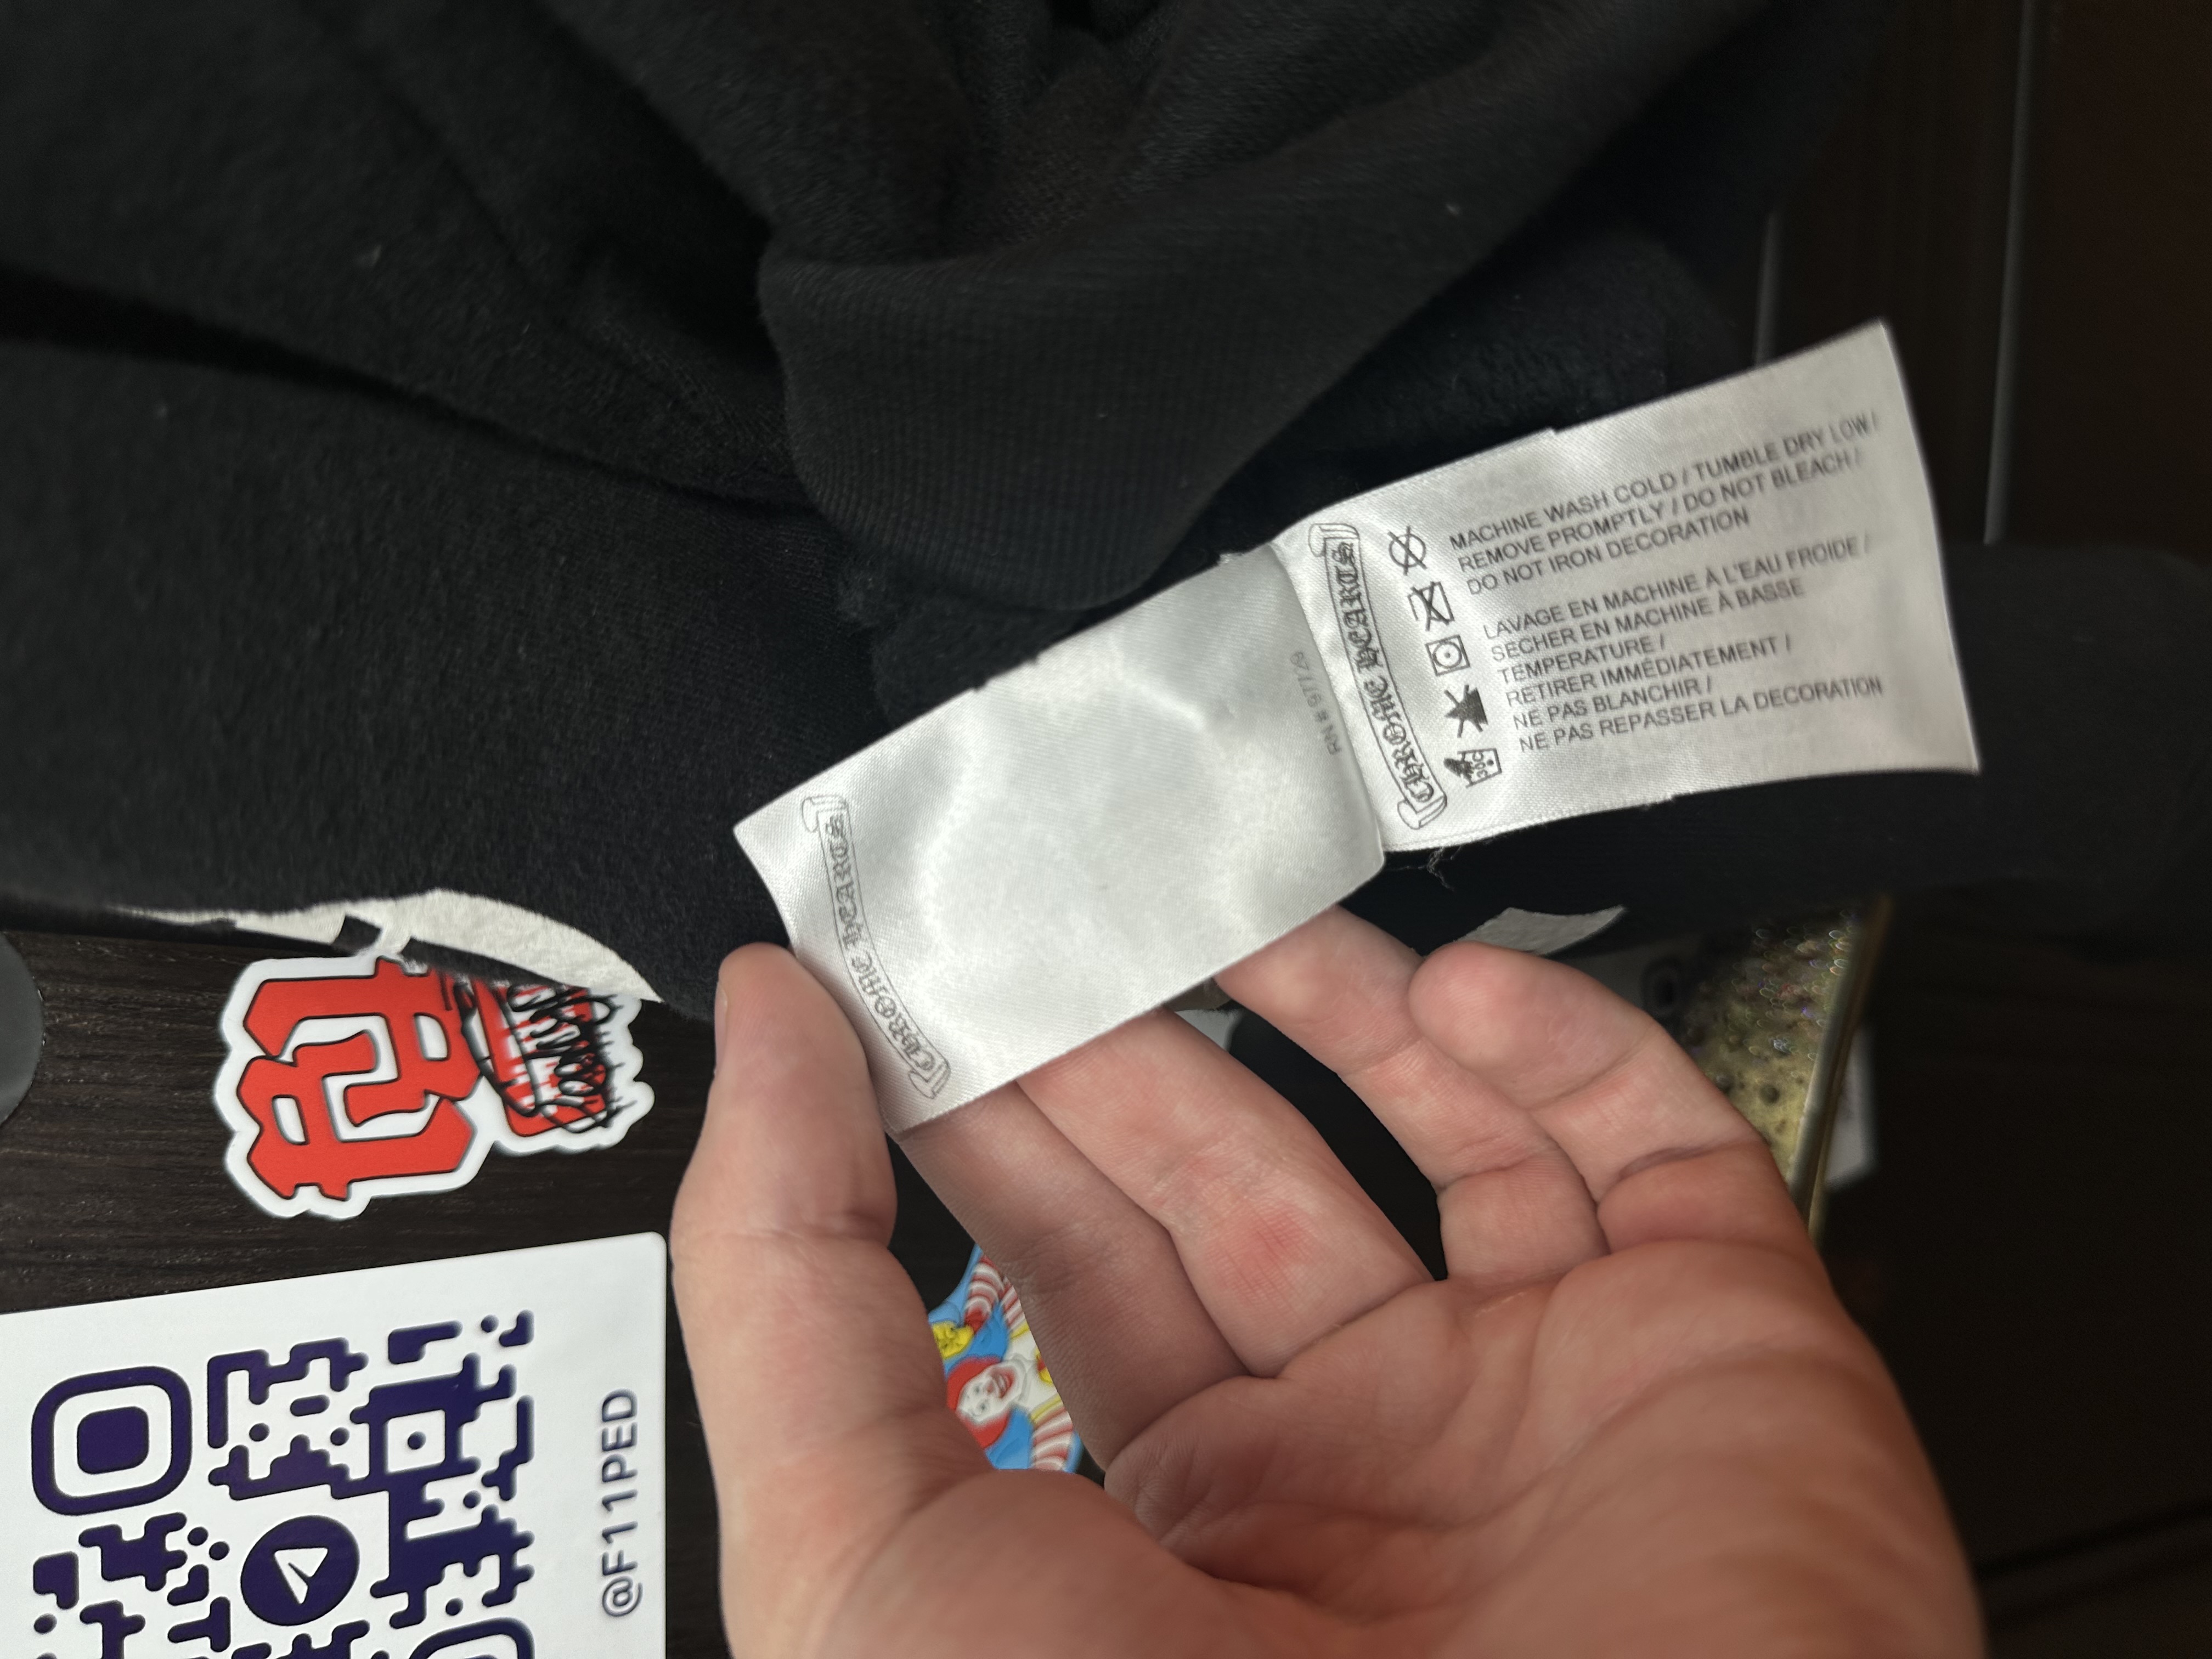 CHROME HEARTS
MACHINE WASH COLD / TUMBLE DRY LOW /
REMOVE PROMPTLY / DO NOT BLEACH /
DO NOT IRON DECORATION
LAVAGE EN MACHINE À L'EAU FROIDE /
SÉCHER EN MACHINE À BASSE
TEMPERATURE /
RETIRER IMMÉDIATEMENT /
NE PAS BLANCHIR /
NE PAS REPASSER LA DECORATION
CHROME HEARTS
RN #
@F11PED